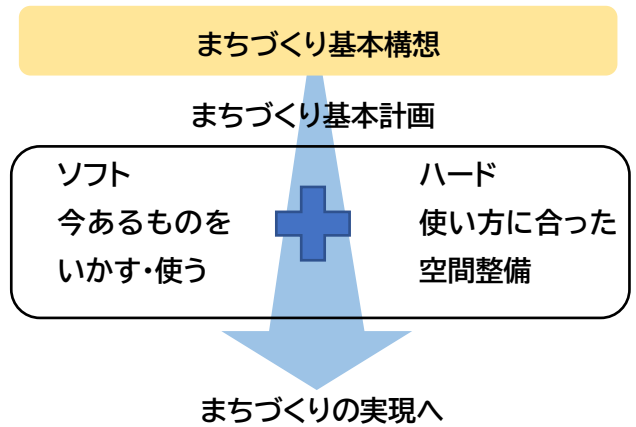 まちづくり基本構想
まちづくり基本計画
ソフト
今あるものを
いかす・使う
ハード
使い方に合った
空間整備
まちづくりの実現へ